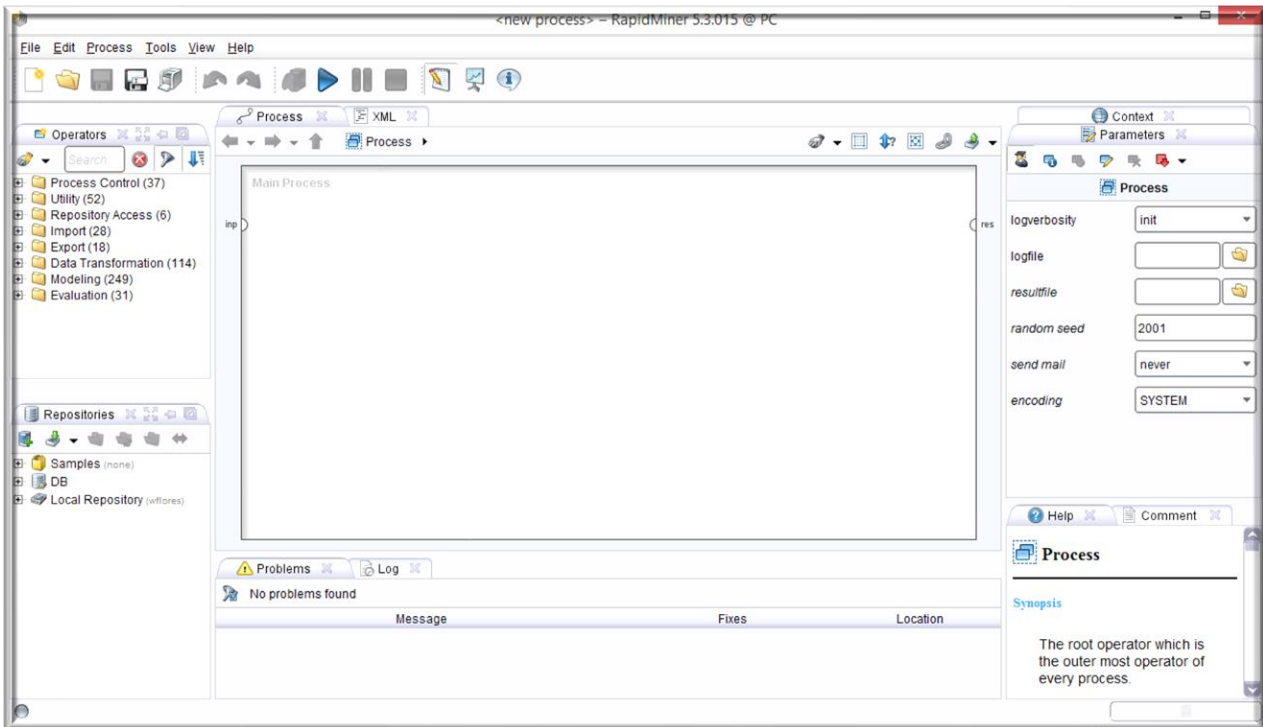 <new process> – RapidMiner 5.3.015 @ PC
File Edit Process Tools View Help
Operators
Search
Process Control (37)
Utility (52)
Repository Access (6)
Import (28)
Export (18)
Data Transformation (114)
Modeling (249)
Evaluation (31)
Repositories
Samples (none)
DB
Local Repository (wflores)
Process XML
Process
Main Process
inp
res
Problems Log
No problems found
Message Fixes Location
Context
Parameters
Process
logverbosity init
logfile
resultfile
random seed 2001
send mail never
encoding SYSTEM
Help Comment
Process
Synopsis
The root operator which is
the outer most operator of
every process.